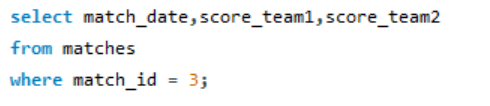 select match_date,score_team1,score_team2
from matches
where match_id = 3;